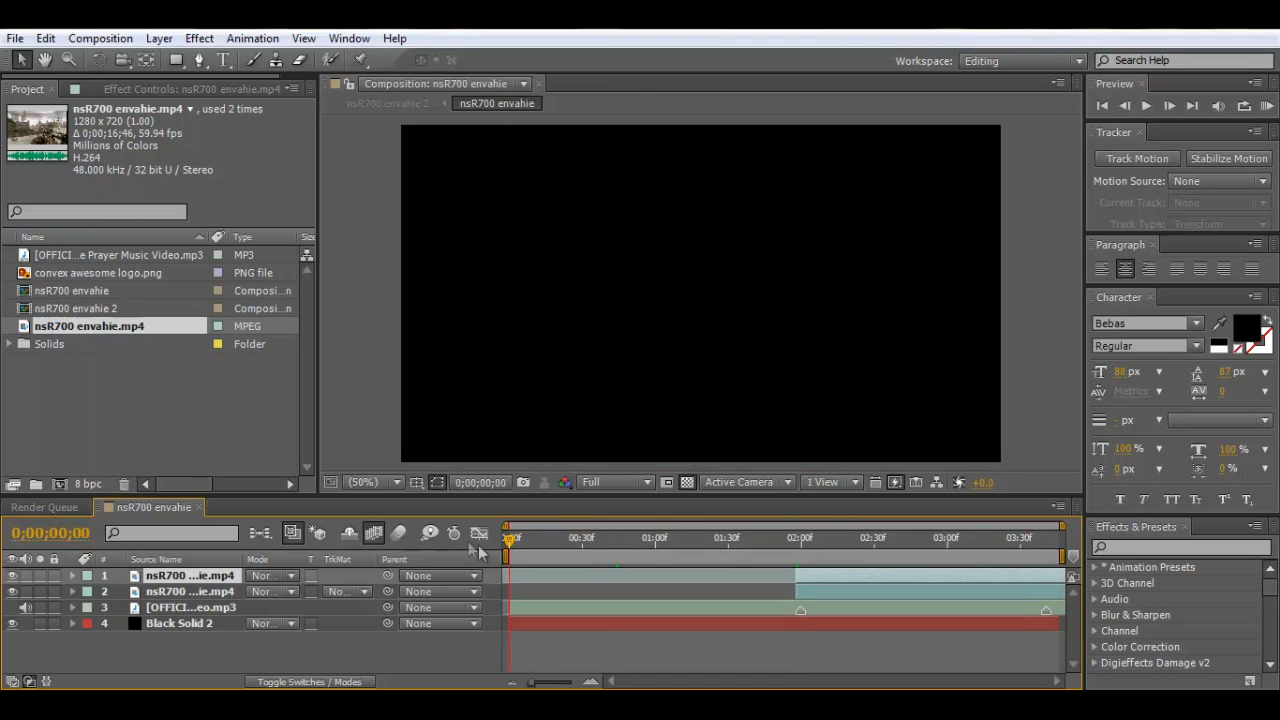 File Edit Composition Layer Effect Animation View Window Help
Workspace: Editing Search Help
Project Effect Controls: nsR700 envahie.mp4
nsR700 envahie.mp4 , used 2 times
1280 x 720 (1.00)
Δ 0;00;16;46, 59.94 fps
Millions of Colors
H.264
48.000 kHz / 32 bit U / Stereo
Name Type Size
[OFFICI...e Prayer Music Video.mp3 MP3
convex awesome logo.png PNG file
nsR700 envahie Composi...n
nsR700 envahie 2 Composi...n
nsR700 envahie.mp4 MPEG
Solids Folder
8 bpc
Composition: nsR700 envahie
nsR700 envahie 2 nsR700 envahie
(50%) 0;00;00;00 Full Active Camera 1 View +0.0
Preview
Tracker
Track Motion Stabilize Motion
Motion Source: None
Current Track: None
Track Type: Transform
Paragraph
Character
Bebas
Regular
88 px 87 px
Metrics 0
- px
100 % 100 %
0 px 0 %
T T TT Tr T¹ T₁
Effects & Presets
* Animation Presets
3D Channel
Audio
Blur & Sharpen
Channel
Color Correction
Digieffects Damage v2
Render Queue nsR700 envahie
0;00;00;00
00:30f 01:00f 01:30f 02:00f 02:30f 03:00f 03:30f
# Source Name Mode T TrkMat Parent
1 nsR700 ...ie.mp4 Nor... None
2 nsR700 ...ie.mp4 Nor... No... None
3 [OFFICI...eo.mp3 None
4 Black Solid 2 Nor... None
Toggle Switches / Modes